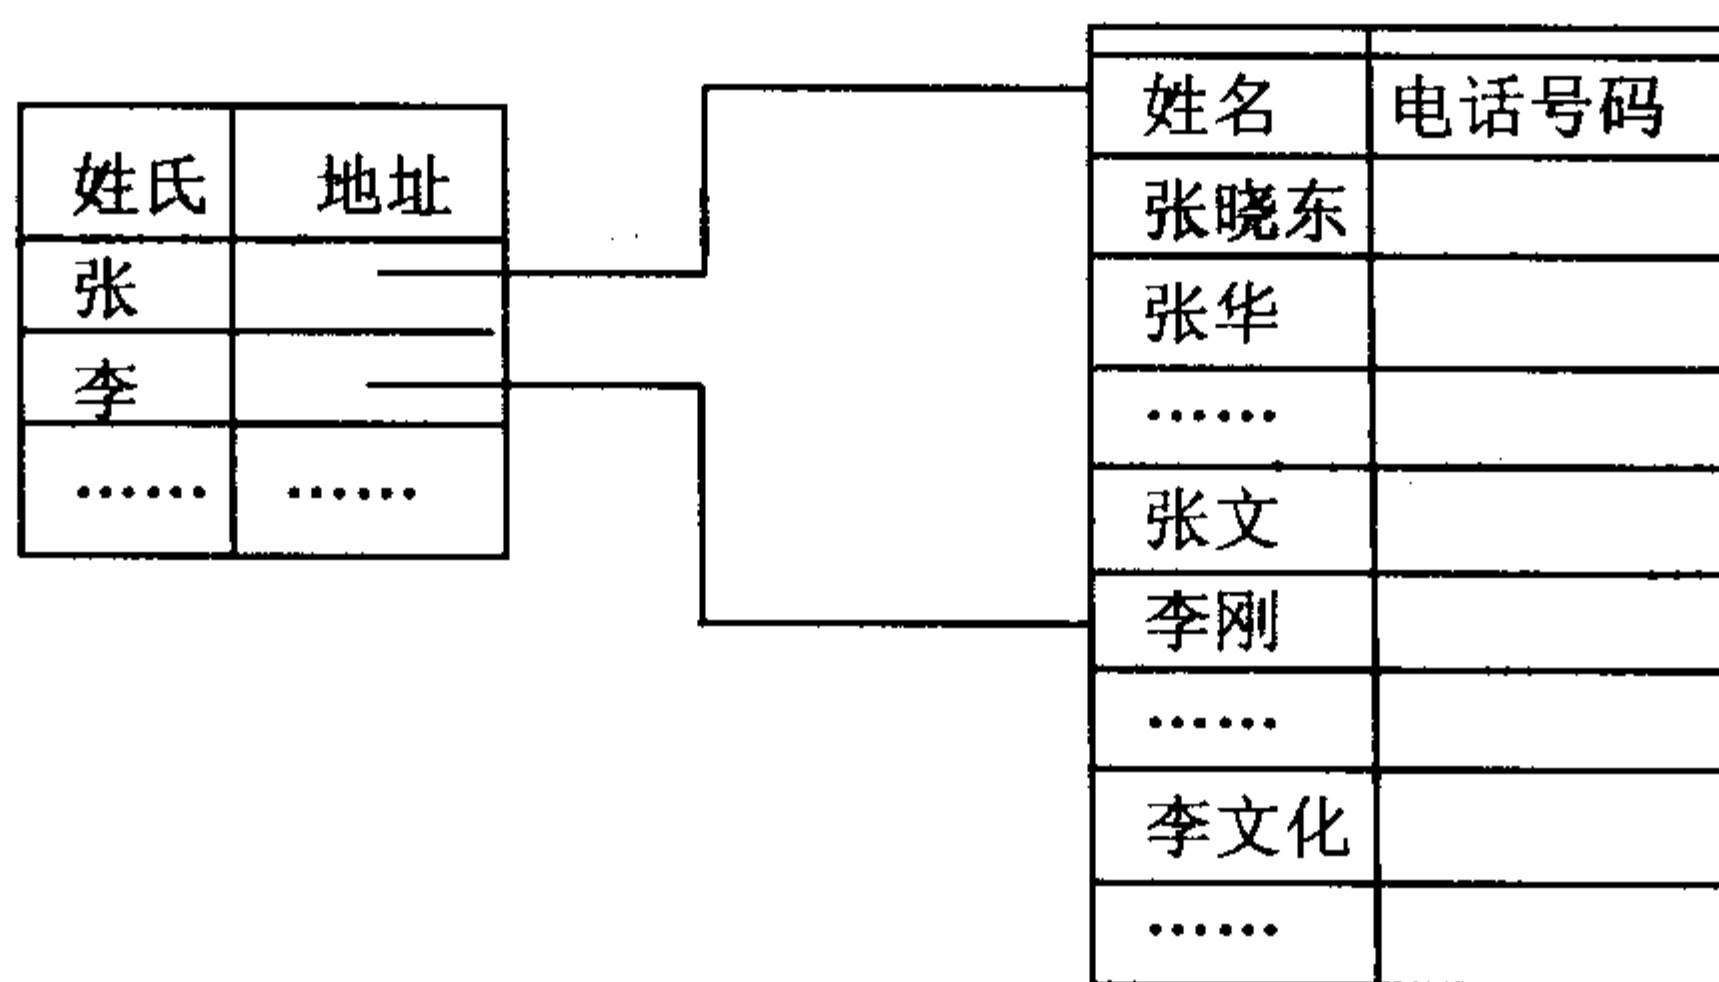 姓氏 地址
张
李
…… ……
姓名 电话号码
张晓东
张华
……
张文
李刚
……
李文化
……